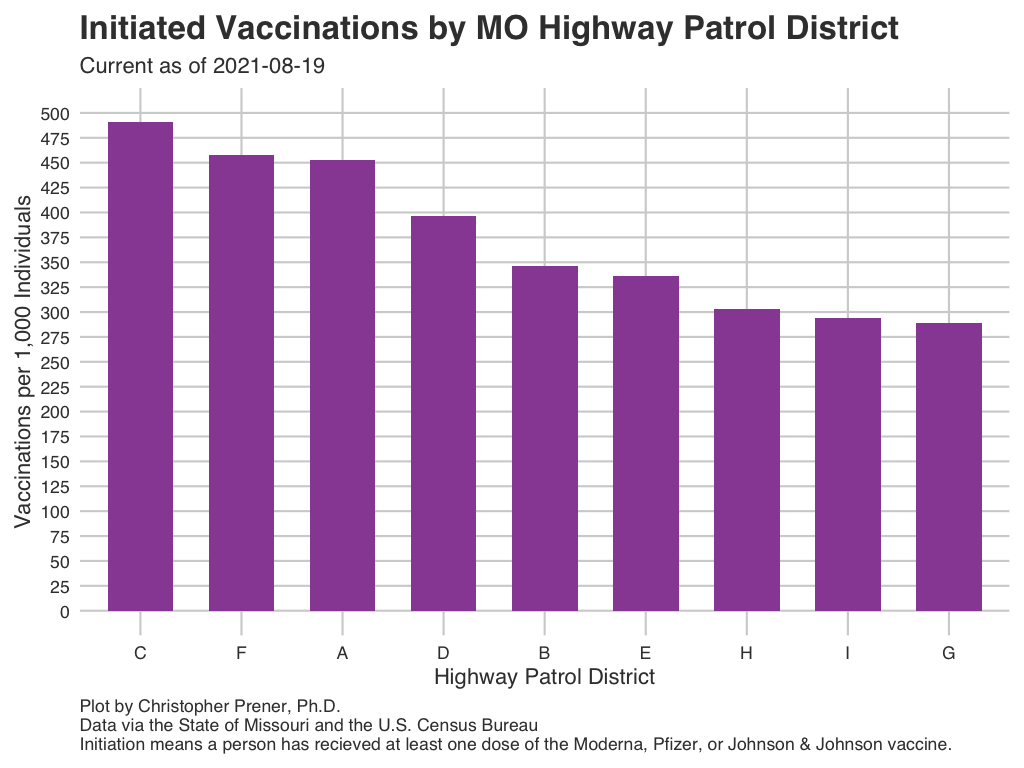 Initiated Vaccinations by MO Highway Patrol District
Current as of 2021-08-19
Vaccinations per 1,000 Individuals
500
475
450
425
400
375
350
325
300
275
250
225
200
175
150
125
100
75
50
25
0
C F A D B E H I G
Highway Patrol District
Plot by Christopher Prener, Ph.D.
Data via the State of Missouri and the U.S. Census Bureau
Initiation means a person has recieved at least one dose of the Moderna, Pfizer, or Johnson & Johnson vaccine.